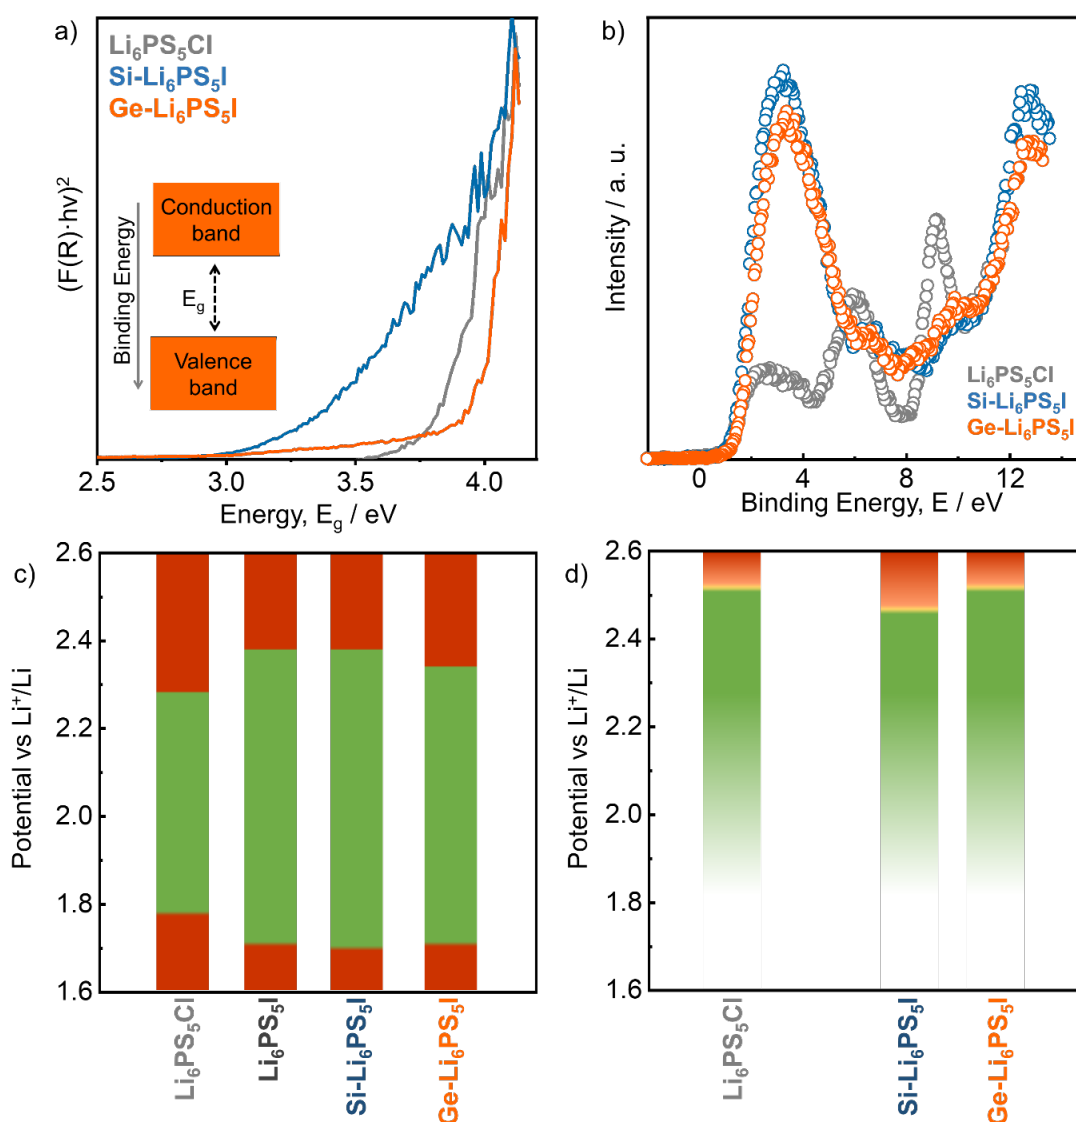 a)
Li₆PS₅Cl
Si-Li₆PS₅I
Ge-Li₆PS₅I
(F(R)·hν)²
Binding Energy
Conduction
band
E_g
Valence
band
2.5 3.0 3.5 4.0
Energy, E_g / eV
b)
Intensity / a. u.
Li₆PS₅Cl
Si-Li₆PS₅I
Ge-Li₆PS₅I
0 4 8 12
Binding Energy, E / eV
c)
Potential vs Li⁺/Li
2.6
2.4
2.2
2.0
1.8
1.6
Li₆PS₅Cl
Li₆PS₅I
Si-Li₆PS₅I
Ge-Li₆PS₅I
d)
Potential vs Li⁺/Li
2.6
2.4
2.2
2.0
1.8
1.6
Li₆PS₅Cl
Si-Li₆PS₅I
Ge-Li₆PS₅I